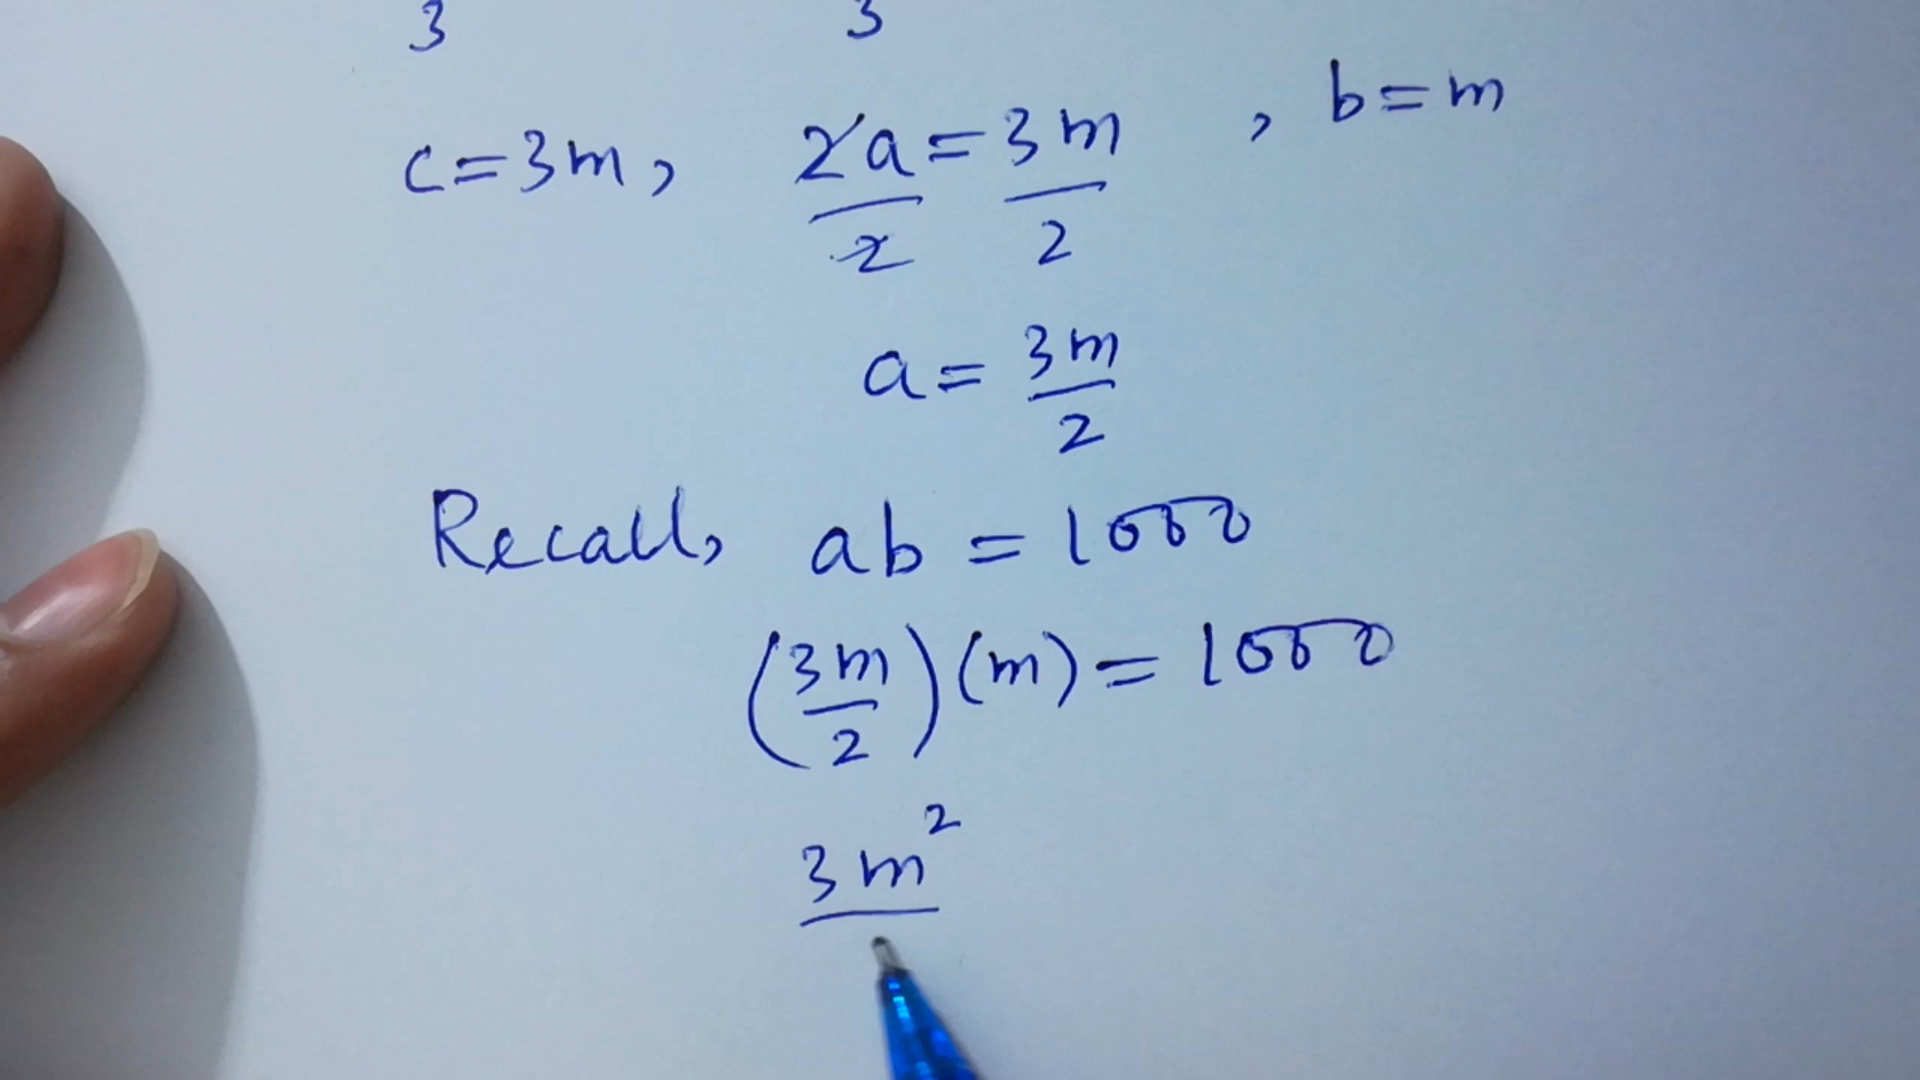 3 3
c=3m, 2a/2 = 3m/2 , b=m
a= 3m/2
Recall, ab = 1000
(3m/2)(m) = 1000
3m²